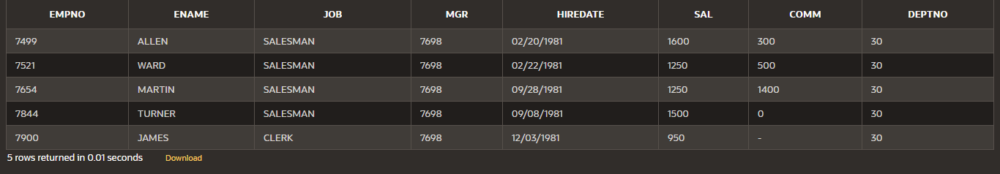 EMPNO ENAME JOB MGR HIREDATE SAL COMM DEPTNO
7499 ALLEN SALESMAN 7698 02/20/1981 1600 300 30
7521 WARD SALESMAN 7698 02/22/1981 1250 500 30
7654 MARTIN SALESMAN 7698 09/28/1981 1250 1400 30
7844 TURNER SALESMAN 7698 09/08/1981 1500 0 30
7900 JAMES CLERK 7698 12/03/1981 950 - 30
5 rows returned in 0.01 seconds Download